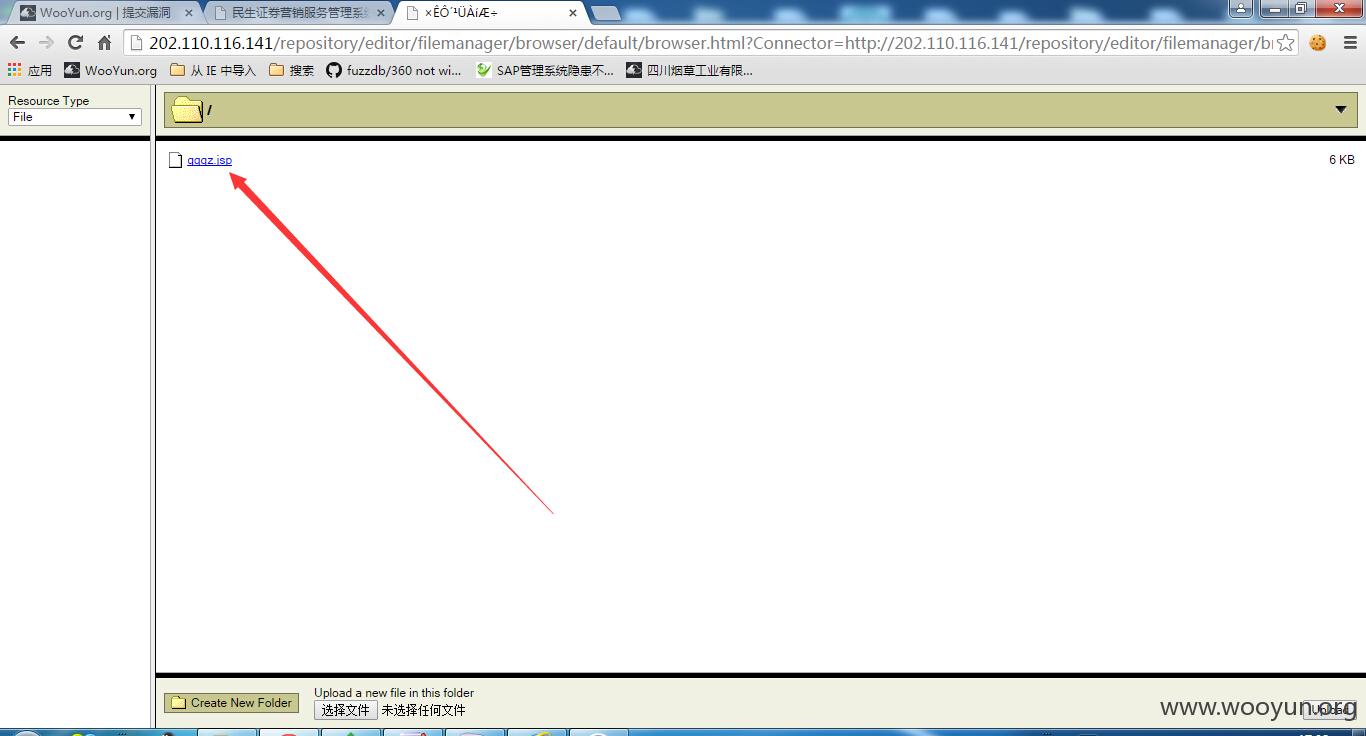 WooYun.org | 提交漏洞
民生证券营销服务管理系
×ÊÔ´¹ÜÀíÆ÷
202.110.116.141/repository/editor/filemanager/browser/default/browser.html?Connector=http://202.110.116.141/repository/editor/filemanager/br
应用
WooYun.org
从 IE 中导入
搜索
fuzzdb/360 not wi...
SAP管理系统隐患不...
四川烟草工业有限...
Resource Type
File
/
gggz.jsp
6 KB
Create New Folder
Upload a new file in this folder
选择文件 未选择任何文件
Upload
www.wooyun.org